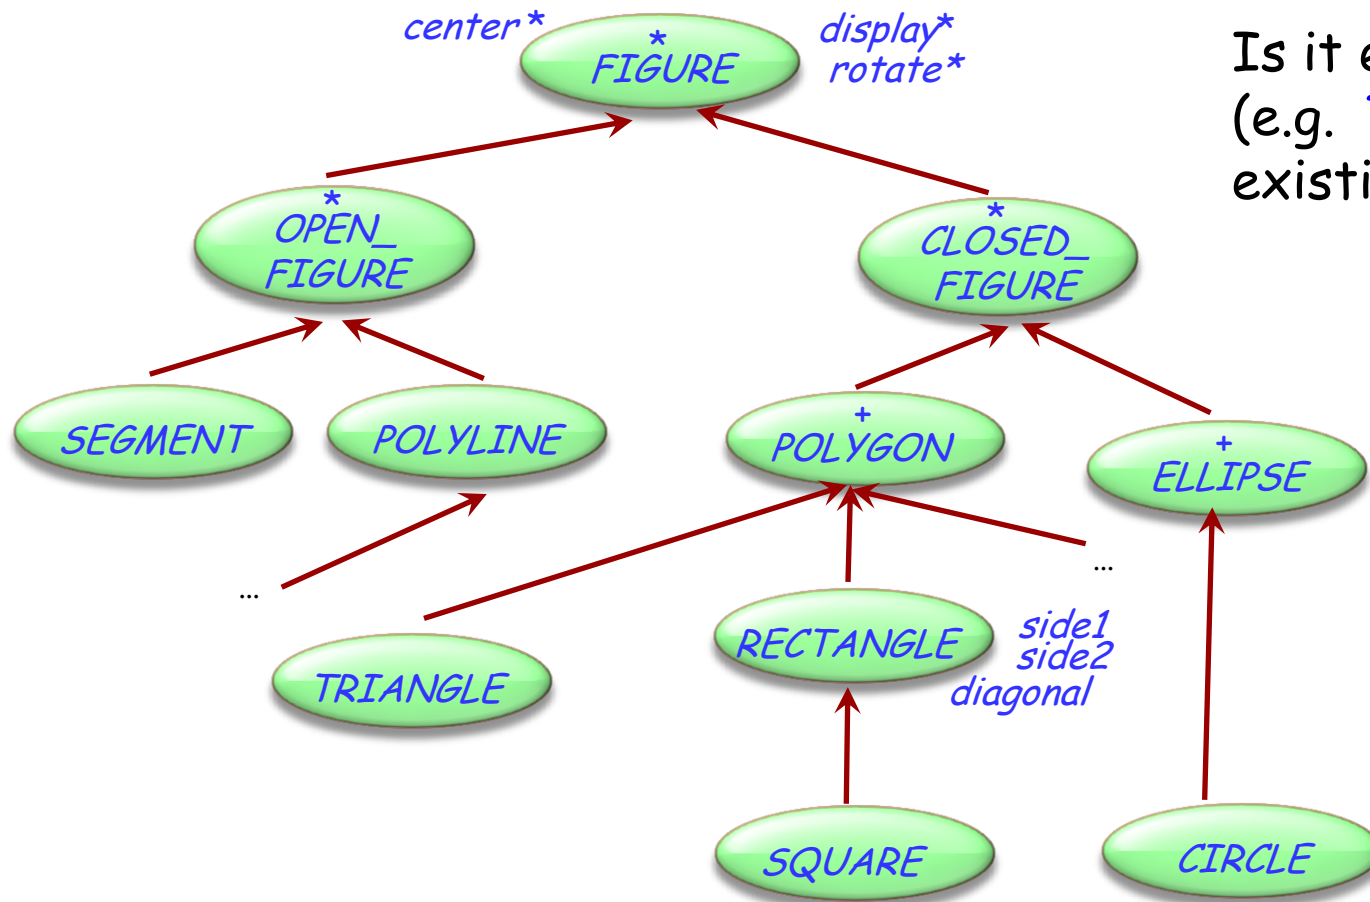 center*
*
FIGURE
display*
rotate*
Is it
(e.g.
*
OPEN_
FIGURE
*
CLOSED_
FIGURE
SEGMENT
POLYLINE
+
POLYGON
+
ELLIPSE
...
...
TRIANGLE
RECTANGLE
side1
side2
diagonal
SQUARE
CIRCLE